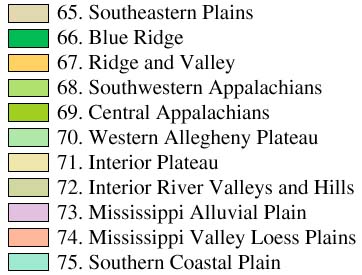 65. Southeastern Plains
66. Blue Ridge
67. Ridge and Valley
68. Southwestern Appalachians
69. Central Appalachians
70. Western Allegheny Plateau
71. Interior Plateau
72. Interior River Valleys and Hills
73. Mississippi Alluvial Plain
74. Mississippi Valley Loess Plains
75. Southern Coastal Plain